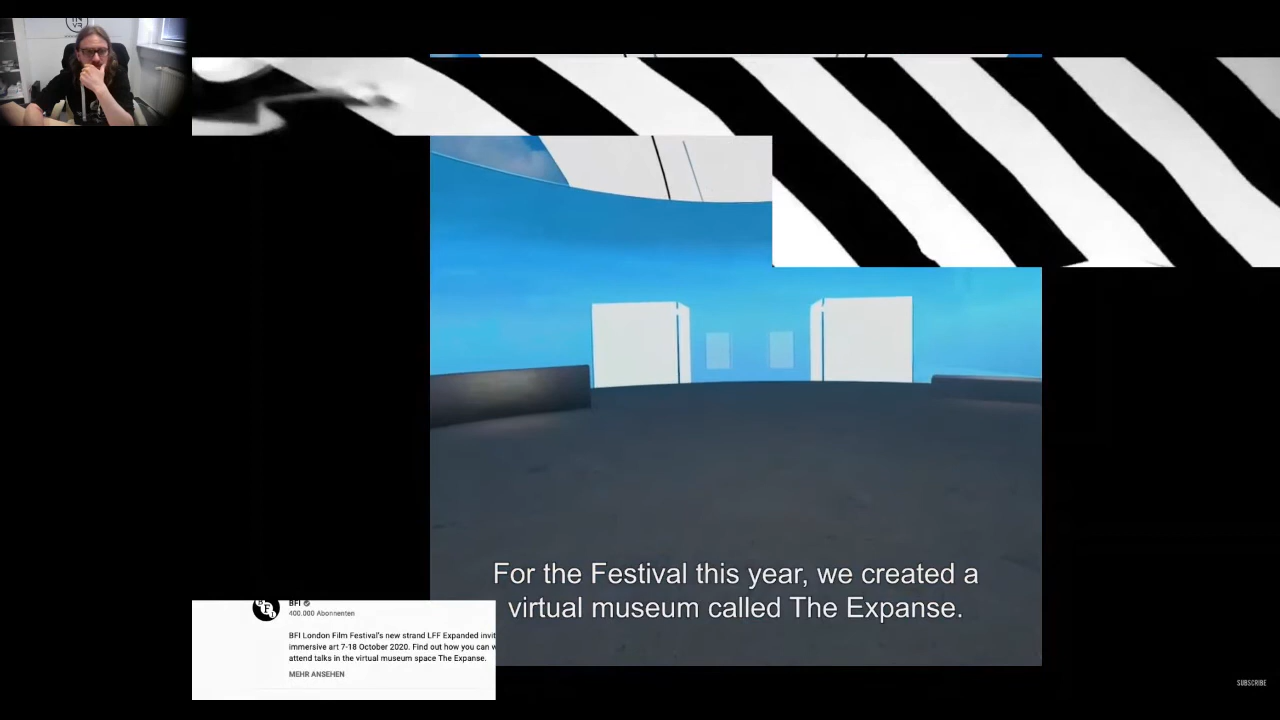 For the Festival this year, we created a
virtual museum called The Expanse.
BFI
400.000 Abonnenten
BFI London Film Festival's new strand LFF Expanded invit
immersive art 7-18 October 2020. Find out how you can w
attend talks in the virtual museum space The Expanse.
MEHR ANSEHEN
SUBSCRIBE